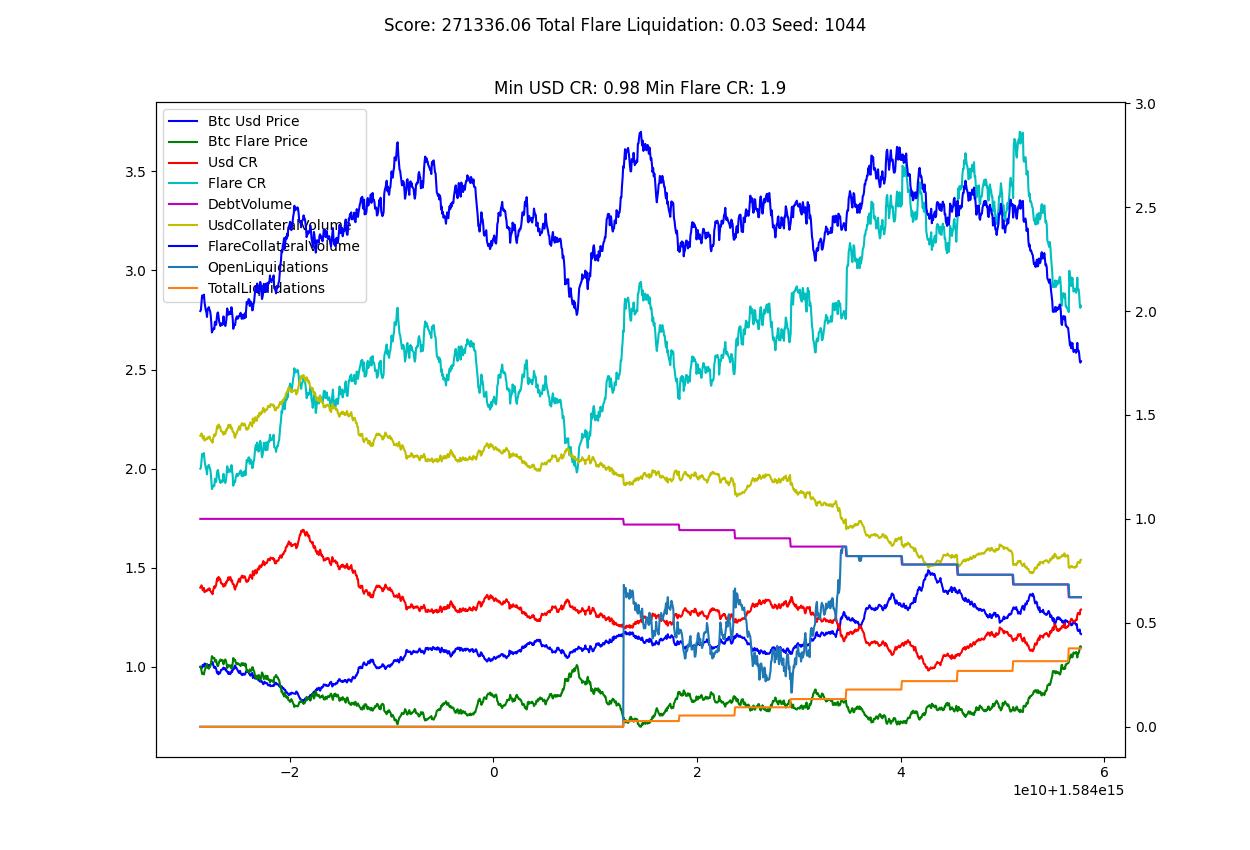 Score: 271336.06 Total Flare Liquidation: 0.03 Seed: 1044
Min USD CR: 0.98 Min Flare CR: 1.9
Btc Usd Price
Btc Flare Price
Usd CR
Flare CR
DebtVolume
UsdCollateralVolume
FlareCollateralVolume
OpenLiquidations
TotalLiquidations
3.5
3.0
2.5
2.0
1.5
1.0
3.0
2.5
2.0
1.5
1.0
0.5
0.0
−2 0 2 4 6
1e10+1.584e15